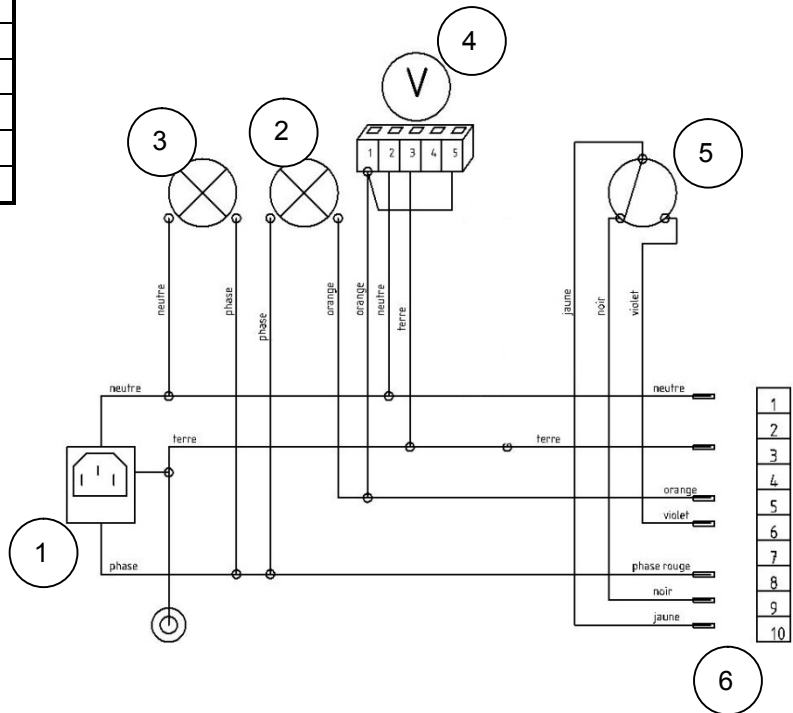 4
V
3
2
5
1 2 3 4 5
neutre
phase
phase
orange
orange
neutre
terre
jaune
noir
violet
neutre
neutre
1
2
terre
terre
3
4
orange
5
violet
6
7
1
phase
phase rouge
8
noir
9
jaune
10
6